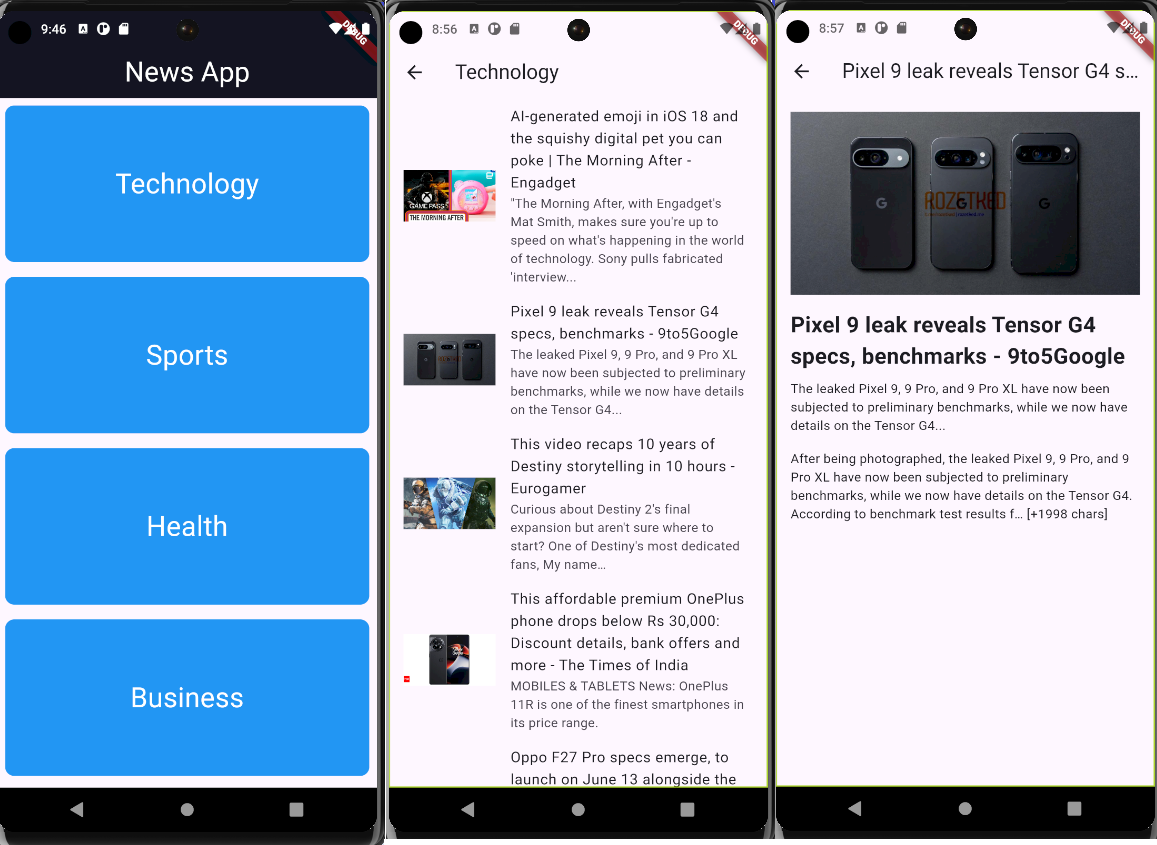 9:46
DEBUG
News App
Technology
Sports
Health
Business
8:56
DEBUG
Technology
AI-generated emoji in iOS 18 and
the squishy digital pet you can
poke | The Morning After -
Engadget
GAME PASS
THE MORNING AFTER
"The Morning After, with Engadget's
Mat Smith, makes sure you're up to
speed on what's happening in the world
of technology. Sony pulls fabricated
'interview...
Pixel 9 leak reveals Tensor G4
specs, benchmarks - 9to5Google
The leaked Pixel 9, 9 Pro, and 9 Pro XL
have now been subjected to preliminary
benchmarks, while we now have details
on the Tensor G4...
This video recaps 10 years of
Destiny storytelling in 10 hours -
Eurogamer
Curious about Destiny 2's final
expansion but aren't sure where to
start? One of Destiny's most dedicated
fans, My name…
This affordable premium OnePlus
phone drops below Rs 30,000:
Discount details, bank offers and
more - The Times of India
MOBILES & TABLETS News: OnePlus
11R is one of the finest smartphones in
its price range.
Oppo F27 Pro specs emerge, to
launch on June 13 alongside the
8:57
DEBUG
Pixel 9 leak reveals Tensor G4 s...
ROZETKED
G G G
Pixel 9 leak reveals Tensor G4
specs, benchmarks - 9to5Google
The leaked Pixel 9, 9 Pro, and 9 Pro XL have now been
subjected to preliminary benchmarks, while we now have
details on the Tensor G4...
After being photographed, the leaked Pixel 9, 9 Pro, and 9
Pro XL have now been subjected to preliminary
benchmarks, while we now have details on the Tensor G4.
According to benchmark test results f… [+1998 chars]